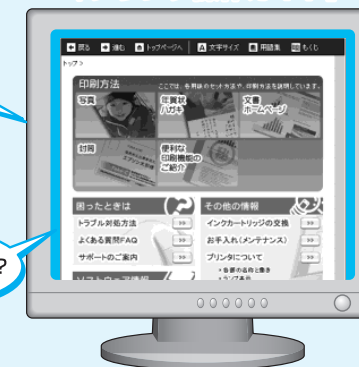 戻る 進む トップページへ A 文字サイズ 用語集 もくじ
トップ >
印刷方法
ここでは、各用紙のセット方法や、印刷方法を説明しています。
写真
年賀状
ハガキ
文書
ホームページ
封筒
便利な
印刷機能の
ご紹介
困ったときは
トラブル対処方法 >>
よくある質問FAQ >>
サポートのご案内 >>
ソフトウェア情報
その他の情報
インクカートリッジの交換 >>
お手入れ(メンテナンス) >>
プリンタについて >>
・各部の名称と働き
・ランプ表示
?